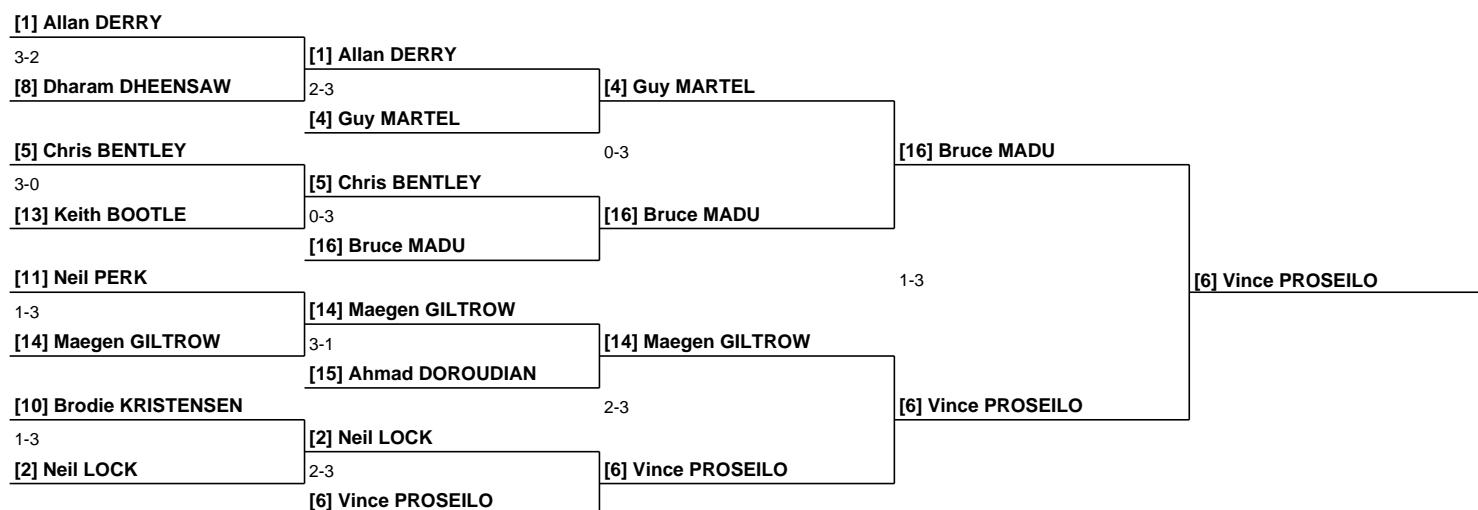 [1] Allan DERRY
3-2
[1] Allan DERRY
[8] Dharam DHEENSAW
2-3
[4] Guy MARTEL
[4] Guy MARTEL
[5] Chris BENTLEY
0-3
[16] Bruce MADU
3-0
[5] Chris BENTLEY
[13] Keith BOOTLE
0-3
[16] Bruce MADU
[16] Bruce MADU
[11] Neil PERK
1-3
[6] Vince PROSEILO
1-3
[14] Maegen GILTROW
[14] Maegen GILTROW
3-1
[14] Maegen GILTROW
[15] Ahmad DOROUDIAN
[10] Brodie KRISTENSEN
2-3
[6] Vince PROSEILO
1-3
[2] Neil LOCK
[2] Neil LOCK
2-3
[6] Vince PROSEILO
[6] Vince PROSEILO